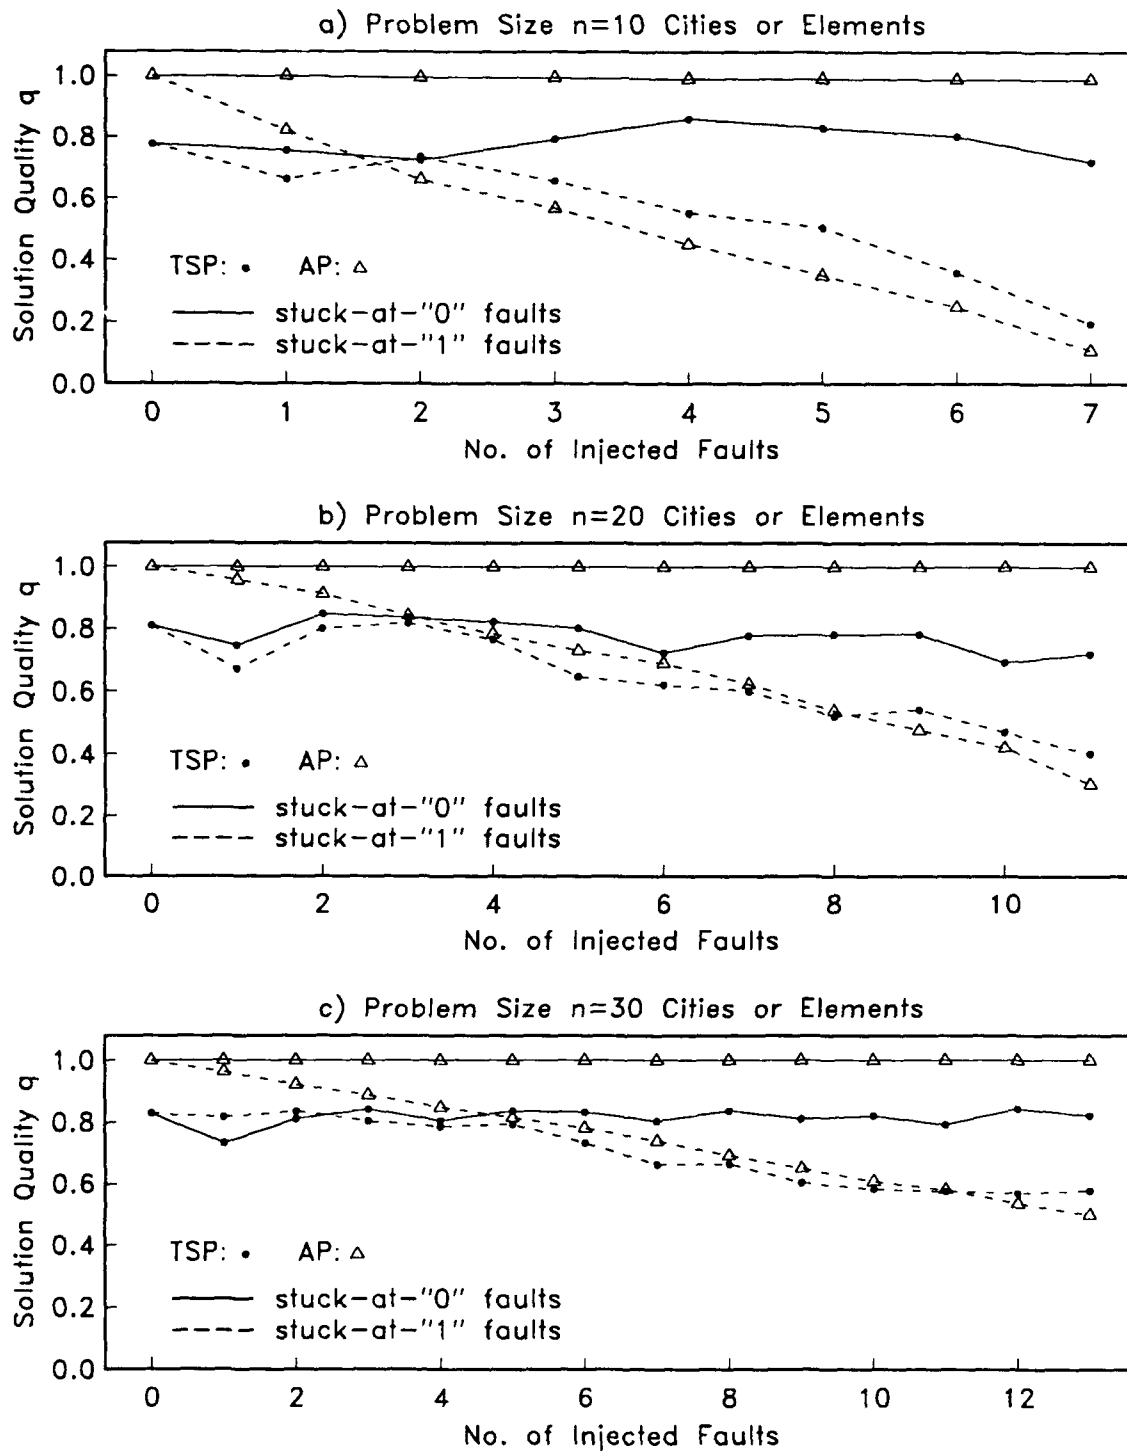 a) Problem Size n=10 Cities or Elements
Solution Quality q
1.0
0.8
0.6
0.4
0.2
0.0
TSP: • AP: △
stuck-at-"0" faults
stuck-at-"1" faults
0 1 2 3 4 5 6 7
No. of Injected Faults
b) Problem Size n=20 Cities or Elements
Solution Quality q
1.0
0.8
0.6
0.4
0.2
0.0
TSP: • AP: △
stuck-at-"0" faults
stuck-at-"1" faults
0 2 4 6 8 10
No. of Injected Faults
c) Problem Size n=30 Cities or Elements
Solution Quality q
1.0
0.8
0.6
0.4
0.2
0.0
TSP: • AP: △
stuck-at-"0" faults
stuck-at-"1" faults
0 2 4 6 8 10 12
No. of Injected Faults